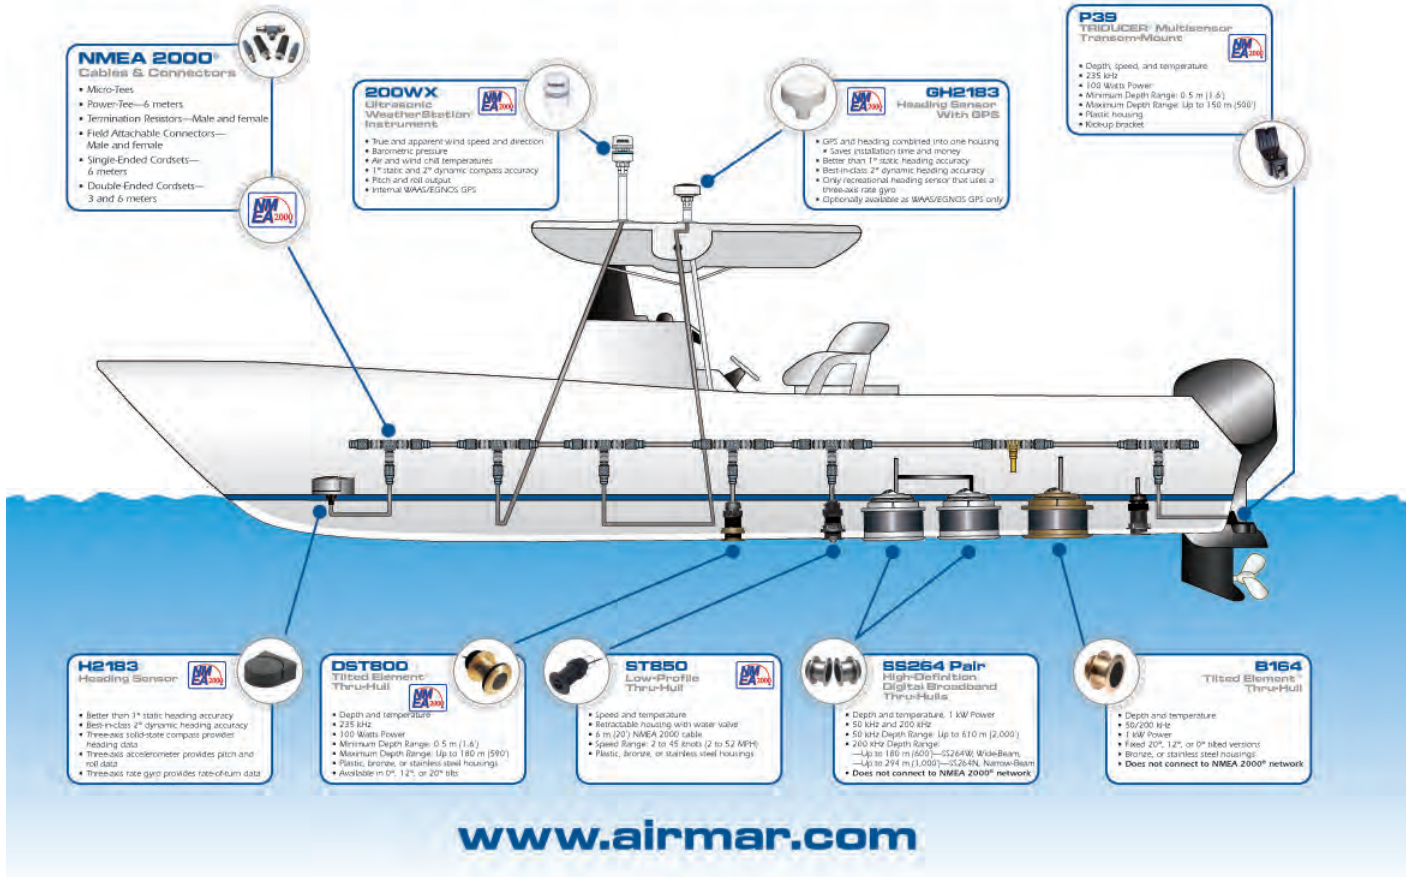 NMEA 2000®
Cables & Connectors
• Micro-Tees
• Power-Tee—6 meters
• Termination Resistors—Male and female
• Field Attachable Connectors—
Male and female
• Single-Ended Cordsets—
6 meters
• Double-Ended Cordsets—
3 and 6 meters
NMEA 2000
200WX
Ultrasonic
WeatherStation®
Instrument
NMEA 2000
• True and apparent wind speed and direction
• Barometric pressure
• Air and wind chill temperatures
• 1° static and 2° dynamic compass accuracy
• Pitch and roll output
• Internal WAAS/EGNOS GPS
NMEA 2000
GH2183
Heading Sensor
With GPS
• GPS and heading combined into one housing
• Saves installation time and money
• Better than 1° static heading accuracy
• Best-in-class 2° dynamic heading accuracy
• Only recreational heading sensor that uses a
three-axis rate gyro
• Optionally available as WAAS/EGNOS GPS only
P39
TRIDUCER® Multisensor
Transom-Mount
NMEA 2000
• Depth, speed, and temperature
• 235 kHz
• 100 Watts Power
• Minimum Depth Range: 0.5 m (1.6')
• Maximum Depth Range: Up to 150 m (500')
• Plastic housing
• Kick-up bracket
H2183
Heading Sensor
NMEA 2000
• Better than 1° static heading accuracy
• Best-in-class 2° dynamic heading accuracy
• Three-axis solid-state compass provides
heading data
• Three-axis accelerometer provides pitch and
roll data
• Three-axis rate gyro provides rate-of-turn data
DST800
Tilted Element™
Thru-Hull
NMEA 2000
• Depth and temperature
• 235 kHz
• 100 Watts Power
• Minimum Depth Range: 0.5 m (1.6')
• Maximum Depth Range: Up to 180 m (590')
• Plastic, bronze, or stainless steel housings
• Available in 0°, 12°, or 20° tilts
ST850
Low-Profile
Thru-Hull
NMEA 2000
• Speed and temperature
• Retractable housing with water valve
• 6 m (20') NMEA 2000 cable
• Speed Range: 2 to 45 knots (2 to 52 MPH)
• Plastic, bronze, or stainless steel housings
SS264 Pair
High-Definition
Digital Broadband
Thru-Hulls
• Depth and temperature, 1 kW Power
• 50 kHz and 200 kHz
• 50 kHz Depth Range: Up to 610 m (2,000')
• 200 kHz Depth Range:
—Up to 180 m (600')—SS264W, Wide-Beam,
—Up to 294 m (1,000')—SS264N, Narrow-Beam
• Does not connect to NMEA 2000® network
B164
Tilted Element™
Thru-Hull
• Depth and temperature
• 50/200 kHz
• 1 kW Power
• Fixed 20°, 12°, or 0° tilted versions
• Bronze, or stainless steel housings
• Does not connect to NMEA 2000® network
www.airmar.com